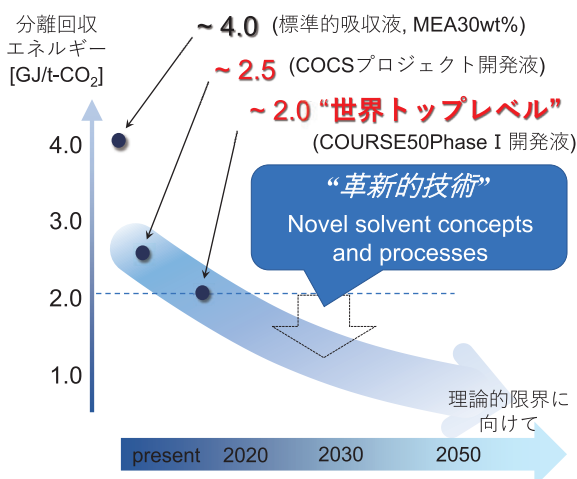 分離回収
エネルギー
[GJ/t-CO₂]
~ 4.0 (標準的吸収液, MEA30wt%)
~ 2.5 (COCSプロジェクト開発液)
~ 2.0 “世界トップレベル”
(COURSE50Phase I 開発液)
“革新的技術”
Novel solvent concepts
and processes
4.0
3.0
2.0
1.0
理論的限界に
向けて
present 2020 2030 2050